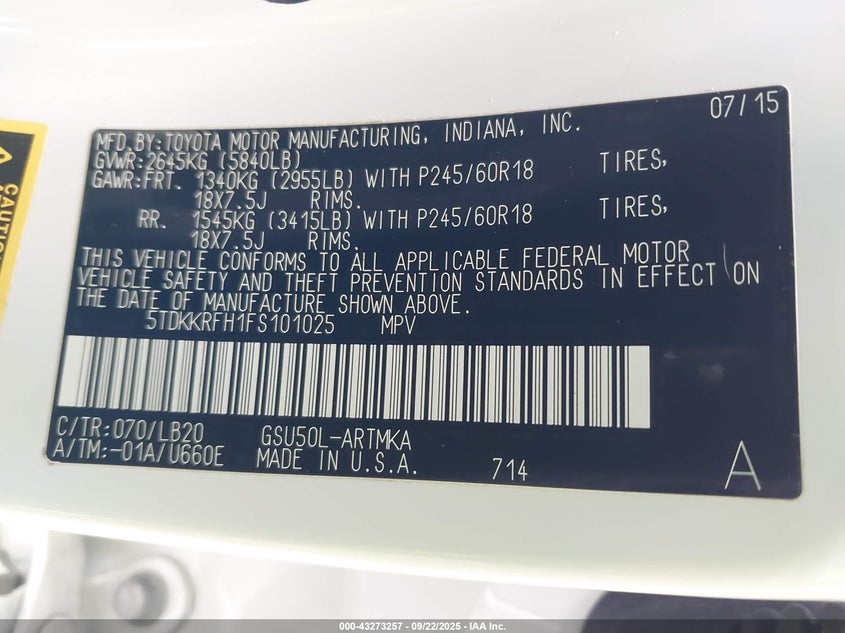 07/15
MFD.BY:TOYOTA MOTOR MANUFACTURING, INDIANA, INC.
GVWR:2645KG (5840LB)
GAWR:FRT. 1340KG (2955LB) WITH P245/60R18 TIRES,
18X7.5J RIMS.
RR. 1545KG (3415LB) WITH P245/60R18 TIRES,
18X7.5J RIMS.
THIS VEHICLE CONFORMS TO ALL APPLICABLE FEDERAL MOTOR
VEHICLE SAFETY AND THEFT PREVENTION STANDARDS IN EFFECT ON
THE DATE OF MANUFACTURE SHOWN ABOVE.
5TDKKRFH1FS101025 MPV
C/TR:070/LB20 GSU50L-ARTMKA
A/TM:-01A/U660E MADE IN U.S.A. 714 A
000-43273257 - 09/22/2025 - IAA Inc.